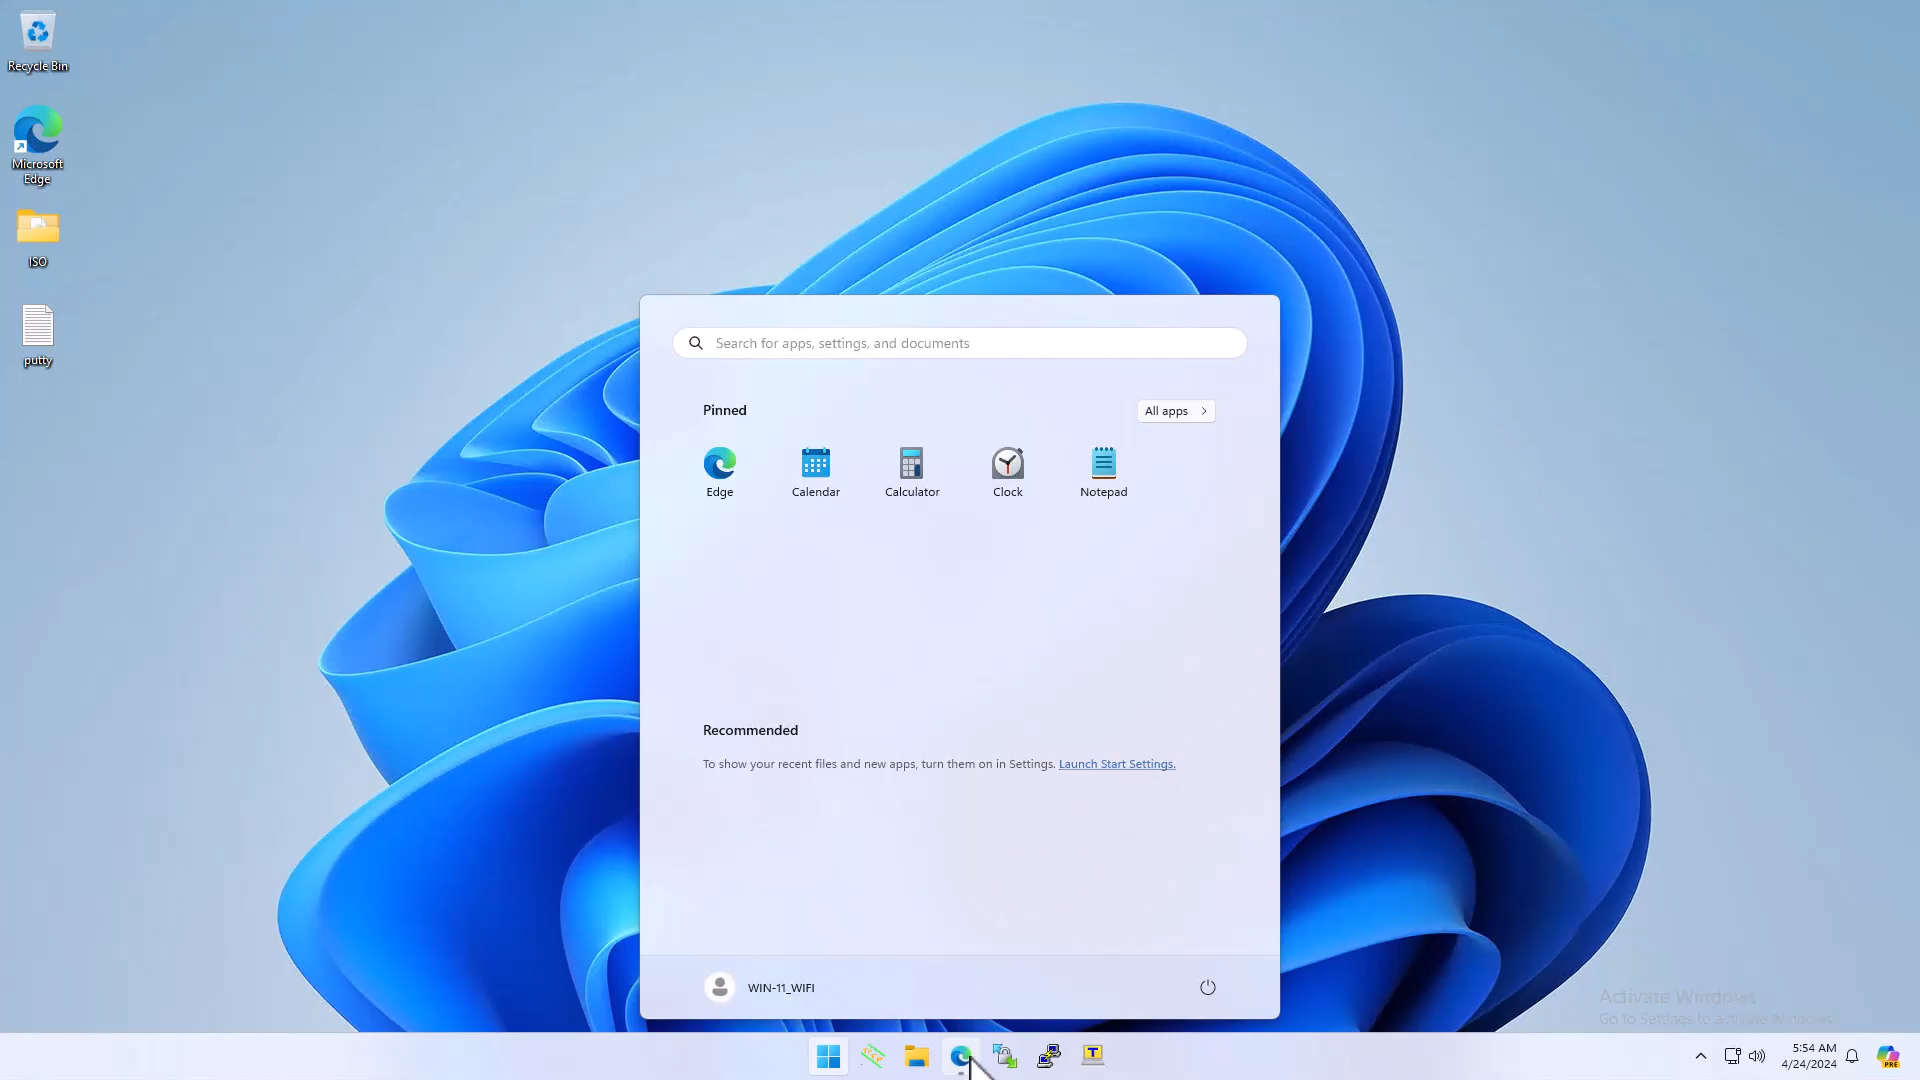 Recycle Bin
Microsoft
Edge
ISO
putty
Search for apps, settings, and documents
Pinned
All apps
Edge
Calendar
Calculator
Clock
Notepad
Recommended
To show your recent files and new apps, turn them on in Settings. Launch Start Settings.
WIN-11_WIFI
Activate Windows
Go to Settings to activate Windows.
T
5:54 AM
4/24/2024
PRE